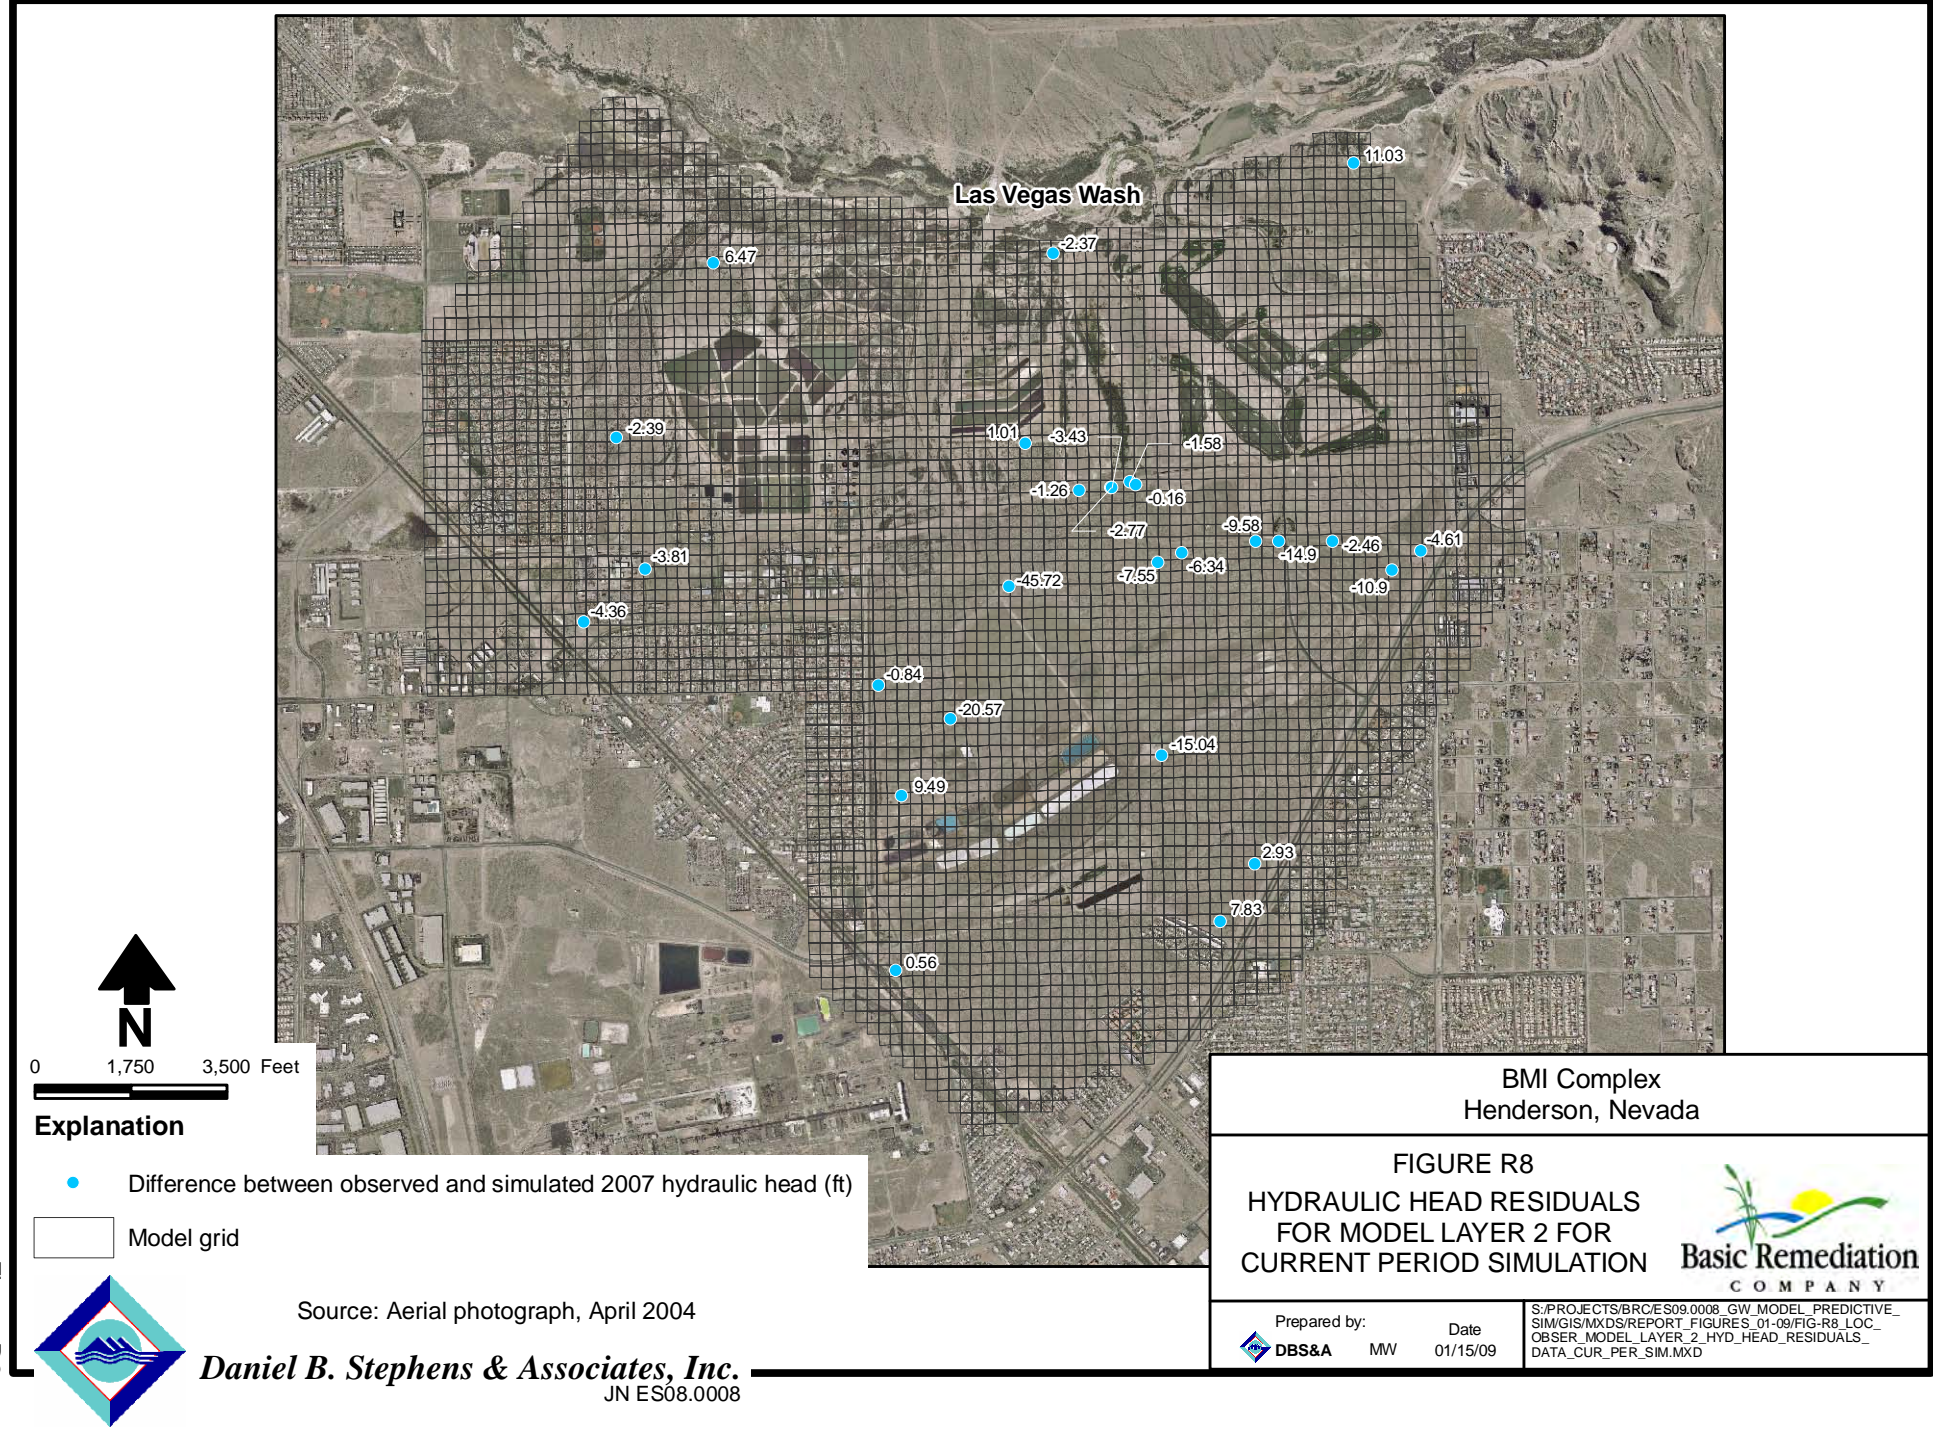 Las Vegas Wash
11.03
-2.37
6.47
-2.39
1.01
-3.43
-1.58
-1.26
-0.16
-2.77
-9.58
-14.9
-2.46
-4.61
-3.81
-7.55
-6.34
-10.9
-45.72
-4.36
-0.84
-20.57
-15.04
9.49
2.93
7.83
0.56
N
0 1,750 3,500 Feet
Explanation
Difference between observed and simulated 2007 hydraulic head (ft)
Model grid
Source: Aerial photograph, April 2004
Daniel B. Stephens & Associates, Inc.
JN ES08.0008
BMI Complex
Henderson, Nevada
FIGURE R8
HYDRAULIC HEAD RESIDUALS
FOR MODEL LAYER 2 FOR
CURRENT PERIOD SIMULATION
Basic Remediation
COMPANY
Prepared by:
DBS&A MW
Date
01/15/09
S:/PROJECTS/BRC/ES09.0008_GW_MODEL_PREDICTIVE_
SIM/GIS/MXDS/REPORT_FIGURES_01-09/FIG-R8_LOC_
OBSER_MODEL_LAYER_2_HYD_HEAD_RESIDUALS_
DATA_CUR_PER_SIM.MXD